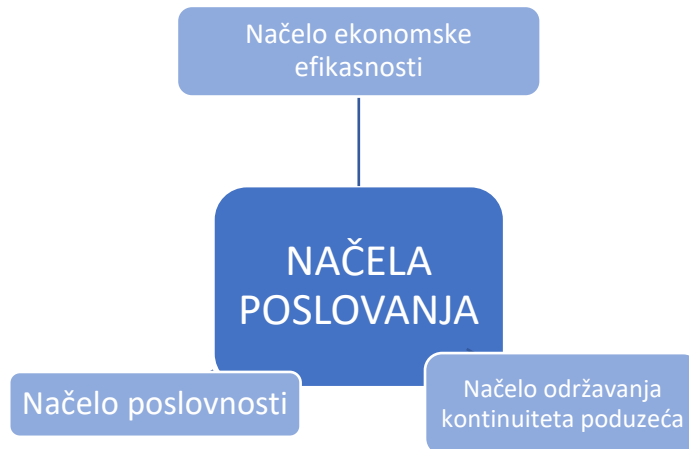 Načelo ekonomske
efikasnosti
NAČELA
POSLOVANJA
Načelo poslovnosti
Načelo održavanja
kontinuiteta poduzeća